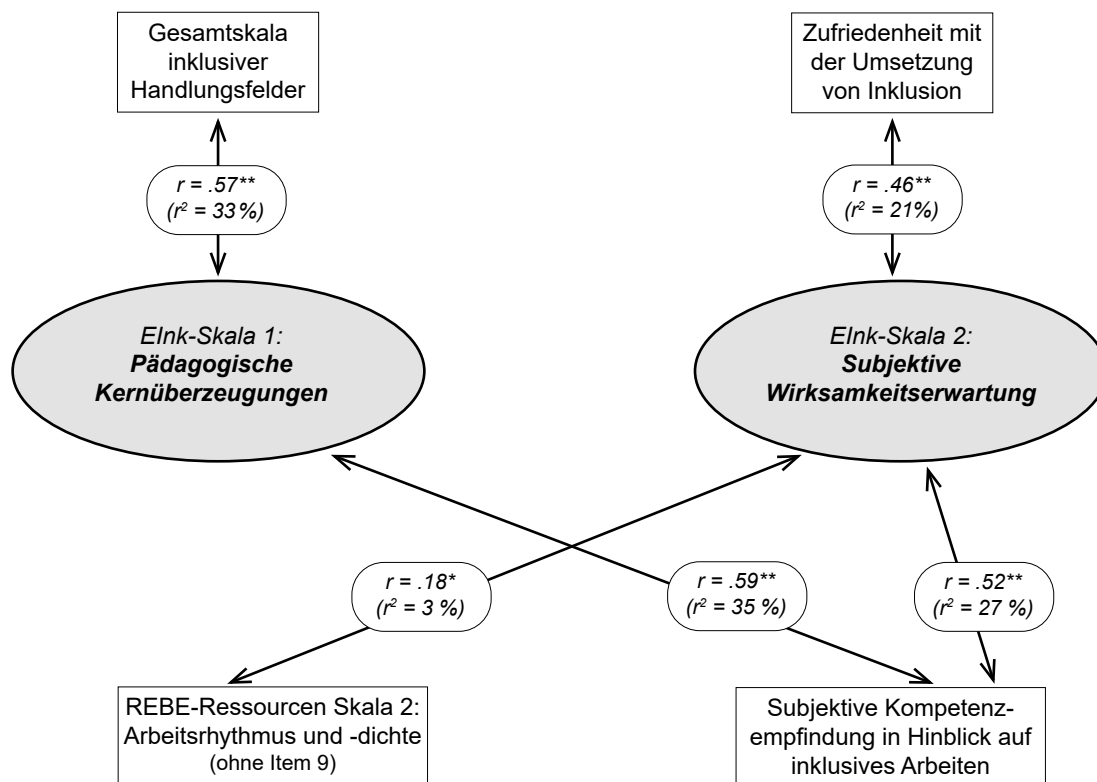 Gesamtskala
inklusiver
Handlungsfelder
Zufriedenheit mit
der Umsetzung
von Inklusion
r = .57**
(r² = 33 %)
r = .46**
(r² = 21%)
EInk-Skala 1:
Pädagogische
Kernüberzeugungen
EInk-Skala 2:
Subjektive
Wirksamkeitserwartung
r = .18*
(r² = 3 %)
r = .59**
(r² = 35 %)
r = .52**
(r² = 27 %)
REBE-Ressourcen Skala 2:
Arbeitsrhythmus und -dichte
(ohne Item 9)
Subjektive Kompetenz-
empfindung in Hinblick auf
inklusives Arbeiten